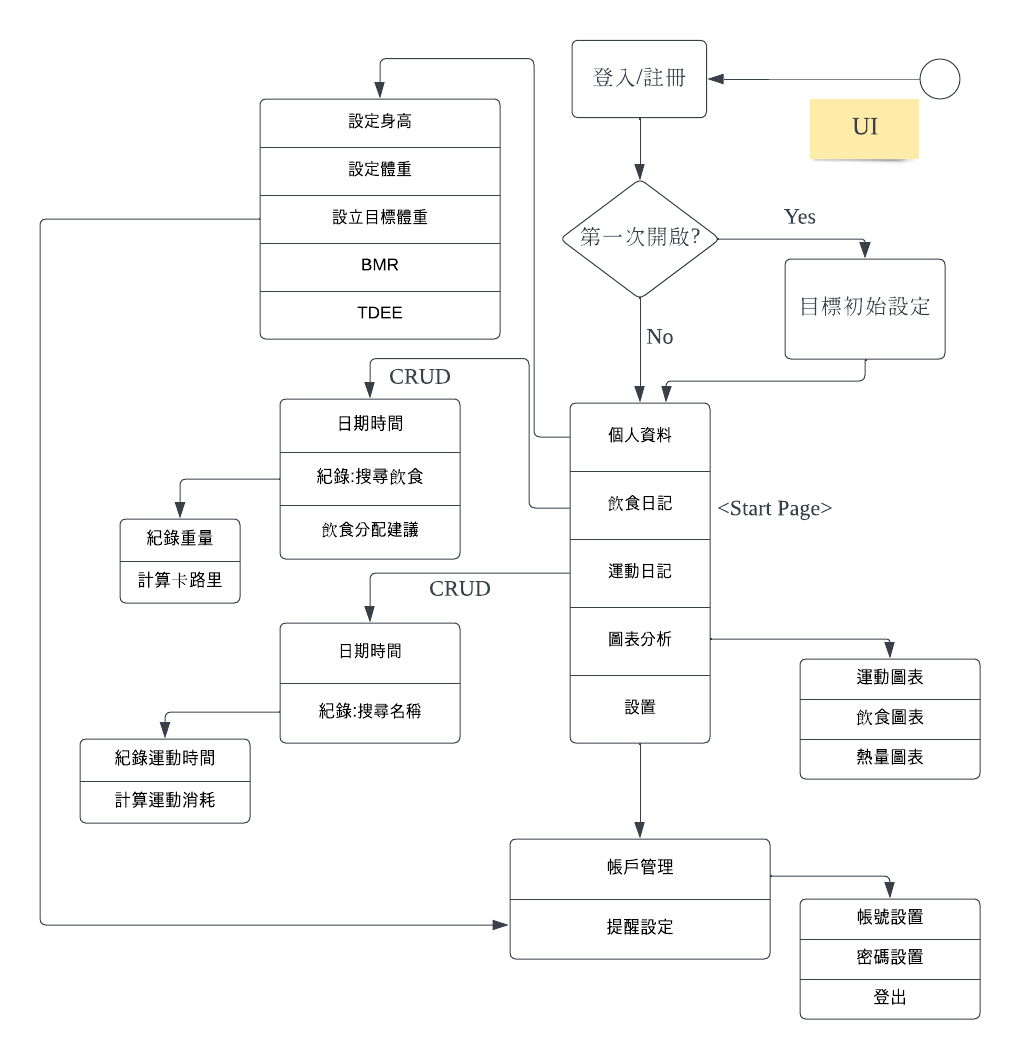 登入/註冊
UI
設定身高
設定體重
設立目標體重
BMR
TDEE
第一次開啟?
Yes
目標初始設定
No
CRUD
日期時間
紀錄:搜尋飲食
飲食分配建議
紀錄重量
計算卡路里
個人資料
飲食日記
運動日記
圖表分析
設置
<Start Page>
CRUD
日期時間
紀錄:搜尋名稱
紀錄運動時間
計算運動消耗
運動圖表
飲食圖表
熱量圖表
帳戶管理
提醒設定
帳號設置
密碼設置
登出